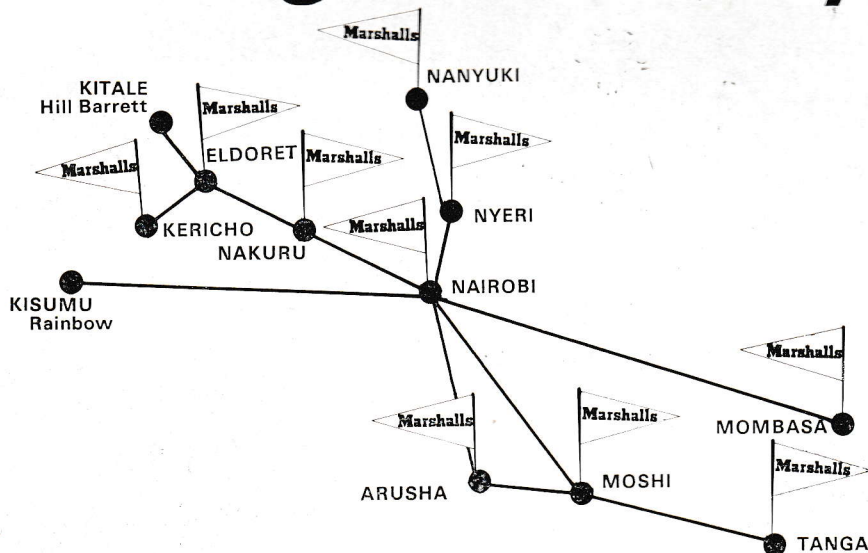 Marshalls
NANYUKI
KITALE
Hill Barrett
Marshalls
Marshalls
ELDORET
Marshalls
Marshalls
KERICHO
NAKURU
Marshalls
NYERI
KISUMU
Rainbow
NAIROBI
Marshalls
MOMBASA
Marshalls
ARUSHA
Marshalls
MOSHI
Marshalls
TANGA